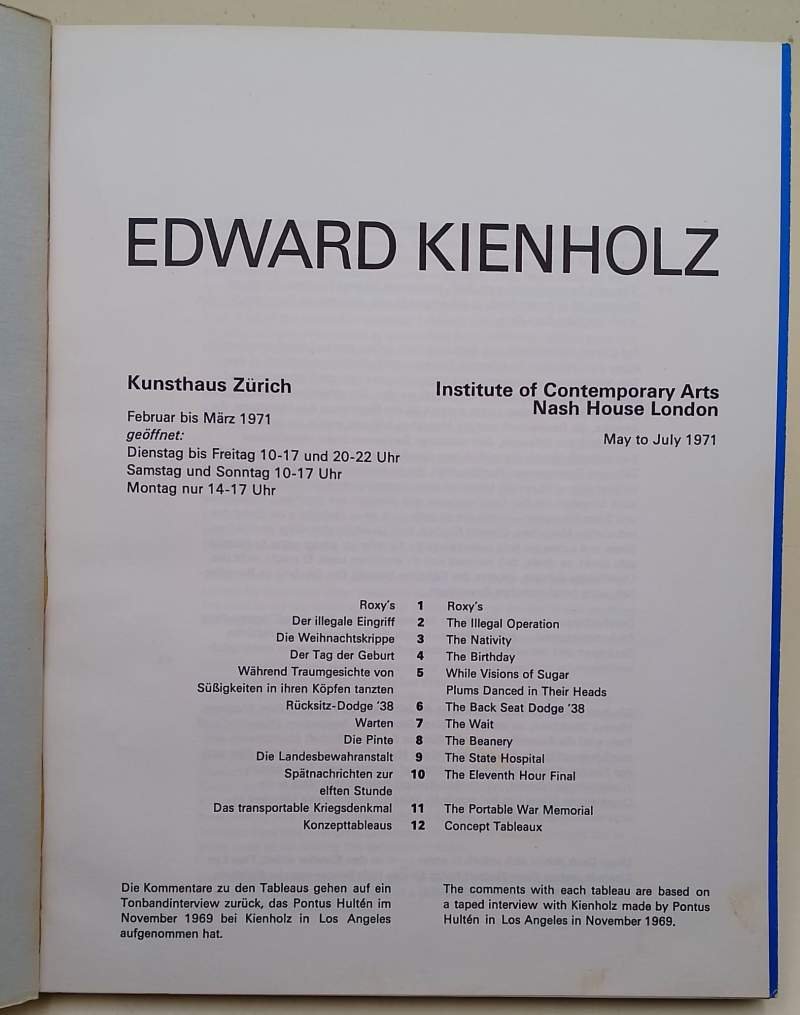 EDWARD KIENHOLZ
Kunsthaus Zürich
Februar bis März 1971
geöffnet:
Dienstag bis Freitag 10-17 und 20-22 Uhr
Samstag und Sonntag 10-17 Uhr
Montag nur 14-17 Uhr
Institute of Contemporary Arts
Nash House London
May to July 1971
Roxy's 1 Roxy's
Der illegale Eingriff 2 The Illegal Operation
Die Weihnachtskrippe 3 The Nativity
Der Tag der Geburt 4 The Birthday
Während Traumgesichte von 5 While Visions of Sugar
Süßigkeiten in ihren Köpfen tanzten Plums Danced in Their Heads
Rücksitz-Dodge '38 6 The Back Seat Dodge '38
Warten 7 The Wait
Die Pinte 8 The Beanery
Die Landesbewahranstalt 9 The State Hospital
Spätnachrichten zur 10 The Eleventh Hour Final
elften Stunde
Das transportable Kriegsdenkmal 11 The Portable War Memorial
Konzepttableaus 12 Concept Tableaux
Die Kommentare zu den Tableaus gehen auf ein
Tonbandinterview zurück, das Pontus Hultén im
November 1969 bei Kienholz in Los Angeles
aufgenommen hat.
The comments with each tableau are based on
a taped interview with Kienholz made by Pontus
Hultén in Los Angeles in November 1969.